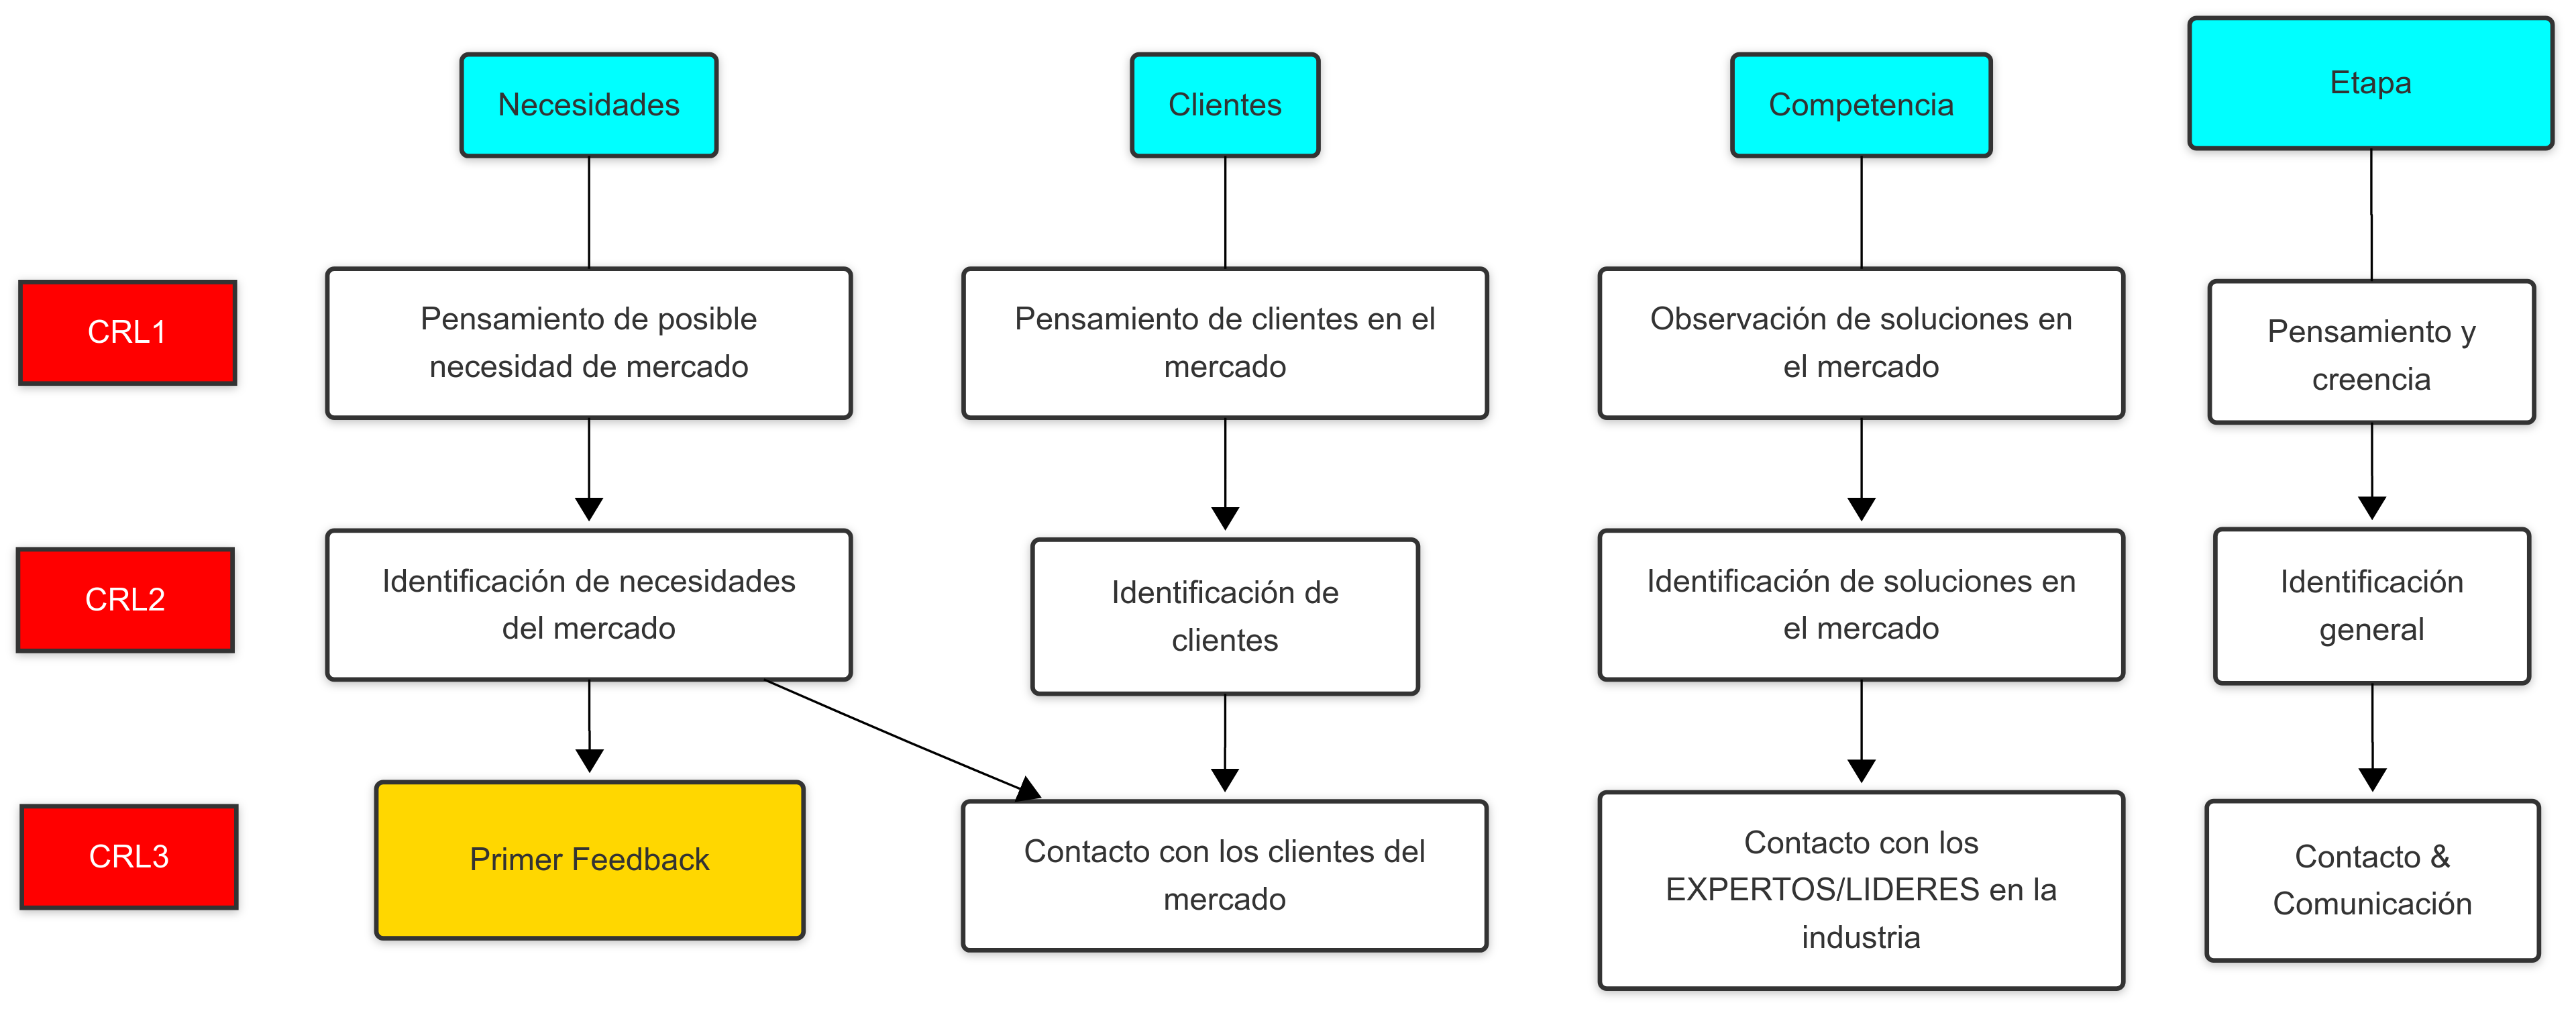 Necesidades
Clientes
Competencia
Etapa
CRL1
Pensamiento de posible
necesidad de mercado
Pensamiento de clientes en el
mercado
Observación de soluciones en
el mercado
Pensamiento y
creencia
CRL2
Identificación de necesidades
del mercado
Identificación de
clientes
Identificación de soluciones en
el mercado
Identificación
general
CRL3
Primer Feedback
Contacto con los clientes del
mercado
Contacto con los
EXPERTOS/LIDERES en la
industria
Contacto &
Comunicación